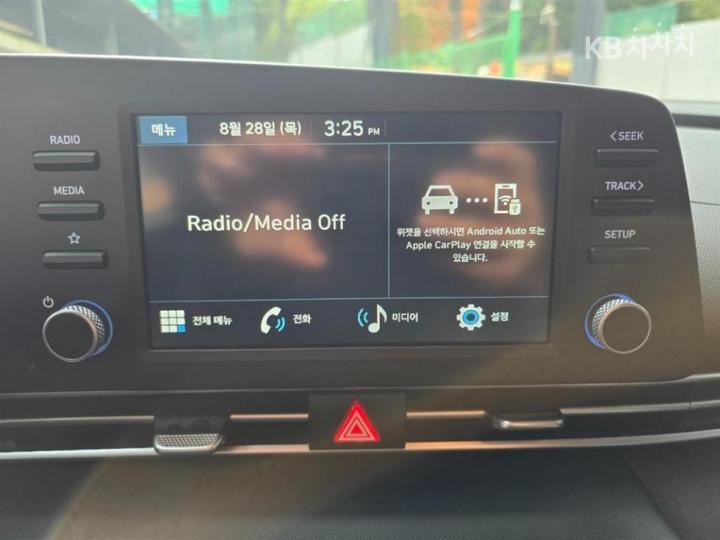 KB차차차
RADIO
MEDIA
메뉴
8월 28일 (목)
3:25 PM
Radio/Media Off
위젯을 선택하시면 Android Auto 또는
Apple CarPlay 연결을 시작할 수
있습니다.
전체 메뉴
전화
미디어
설정
< SEEK
TRACK >
SETUP